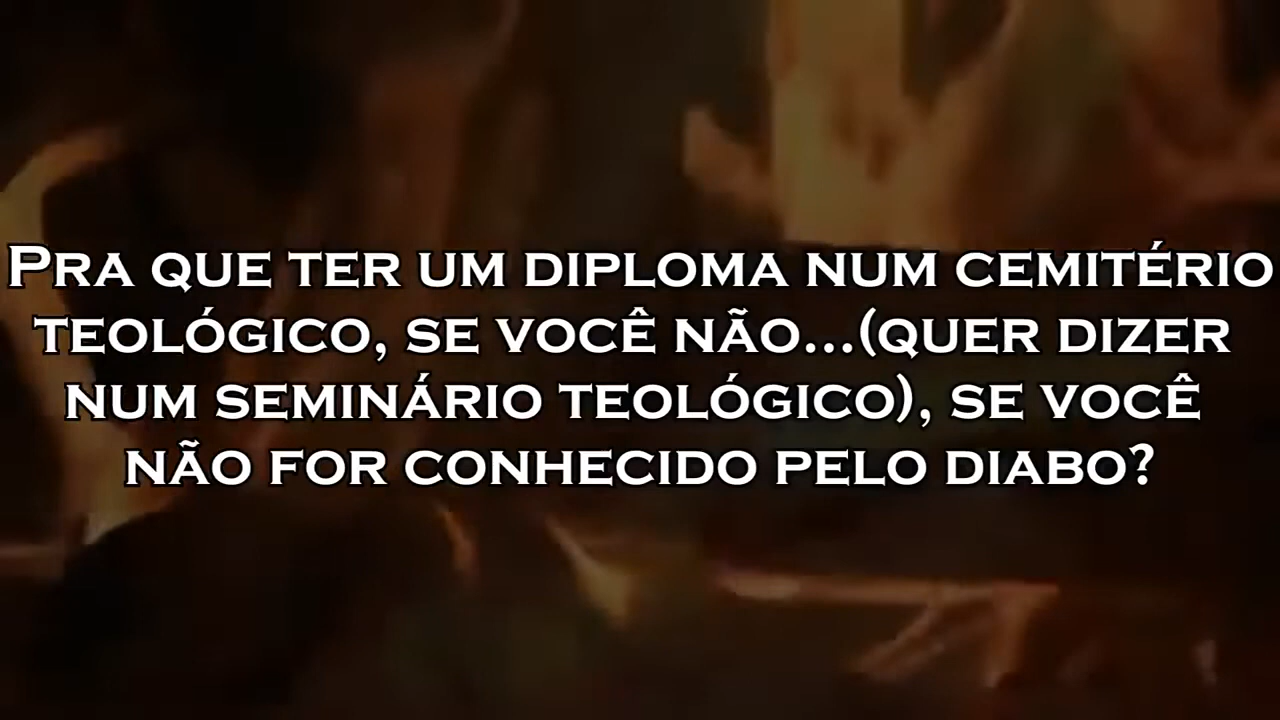 Pra que ter um diploma num cemitério
teológico, se você não...(quer dizer
num seminário teológico), se você
não for conhecido pelo diabo?